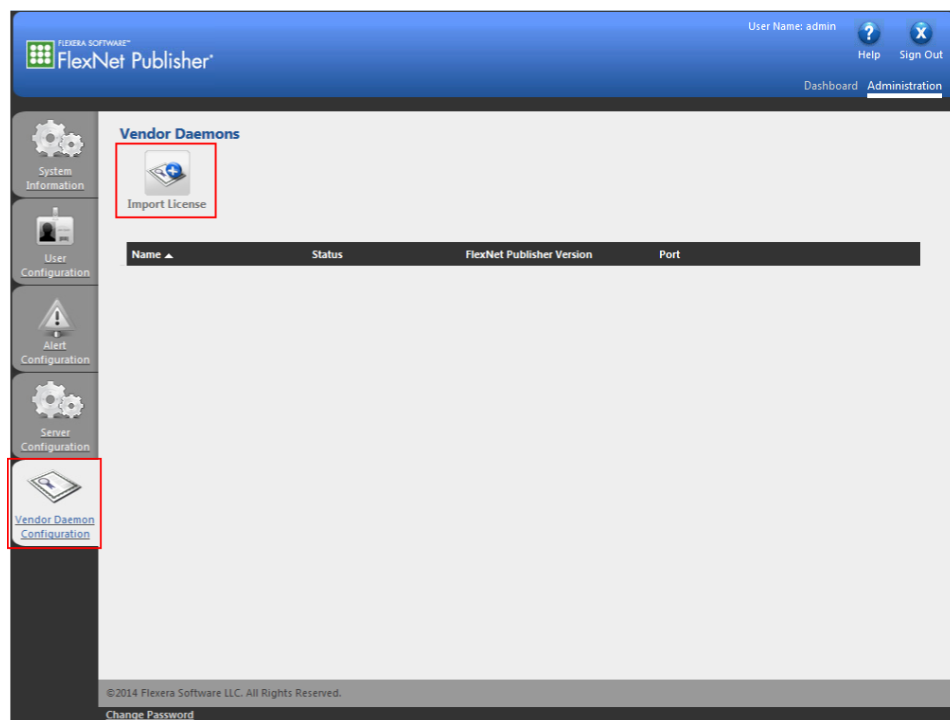 User Name: admin
FLEXERA SOFTWARE™
FlexNet Publisher®
Help
Sign Out
Dashboard Administration
System
Information
User
Configuration
Alert
Configuration
Server
Configuration
Vendor Daemon
Configuration
Vendor Daemons
Import License
Name Status FlexNet Publisher Version Port
©2014 Flexera Software LLC. All Rights Reserved.
Change Password